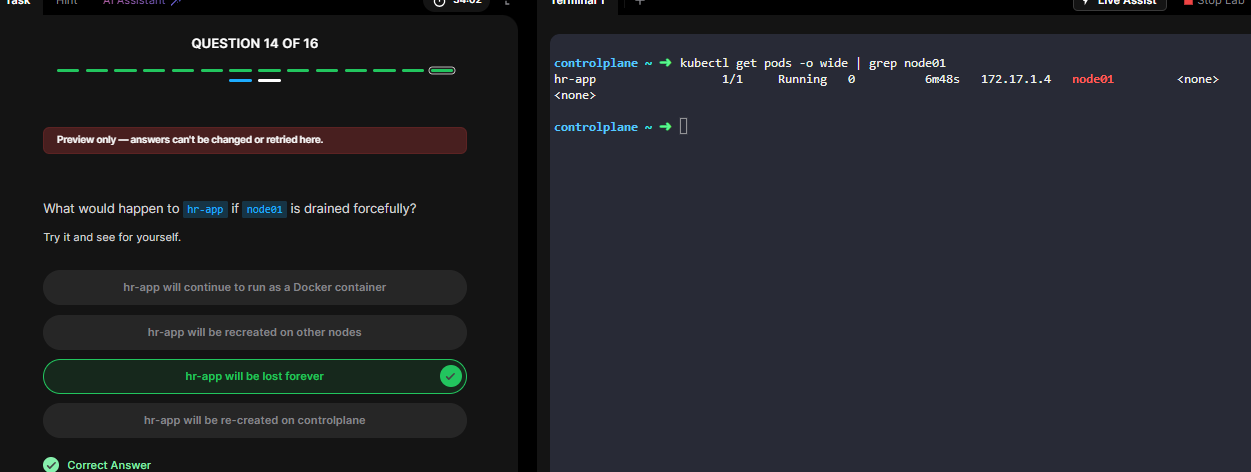 Task Hint AI Assistant 54:02
QUESTION 14 OF 16
Preview only — answers can't be changed or retried here.
What would happen to hr-app if node01 is drained forcefully?
Try it and see for yourself.
hr-app will continue to run as a Docker container
hr-app will be recreated on other nodes
hr-app will be lost forever
hr-app will be re-created on controlplane
Correct Answer
Terminal 1 + Live Assist Stop Lab
controlplane ~ ➜ kubectl get pods -o wide | grep node01
hr-app 1/1 Running 0 6m48s 172.17.1.4 node01 <none>
<none>
controlplane ~ ➜